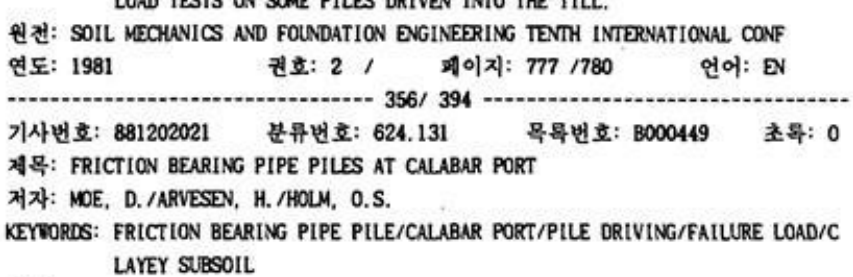 LOAD TESTS ON SOME PILES DRIVEN INTO THE TILL.
원전: SOIL MECHANICS AND FOUNDATION ENGINEERING TENTH INTERNATIONAL CONF
연도: 1981 권호: 2 / 페이지: 777 /780 언어: EN
--------------------------------- 356/ 394 ---------------------------------
기사번호: 881202021 분류번호: 624.131 목록번호: B000449 초록: 0
제목: FRICTION BEARING PIPE PILES AT CALABAR PORT
저자: MOE, D./ARVESEN, H./HOLM, O.S.
KEYWORDS: FRICTION BEARING PIPE PILE/CALABAR PORT/PILE DRIVING/FAILURE LOAD/C
LAYEY SUBSOIL